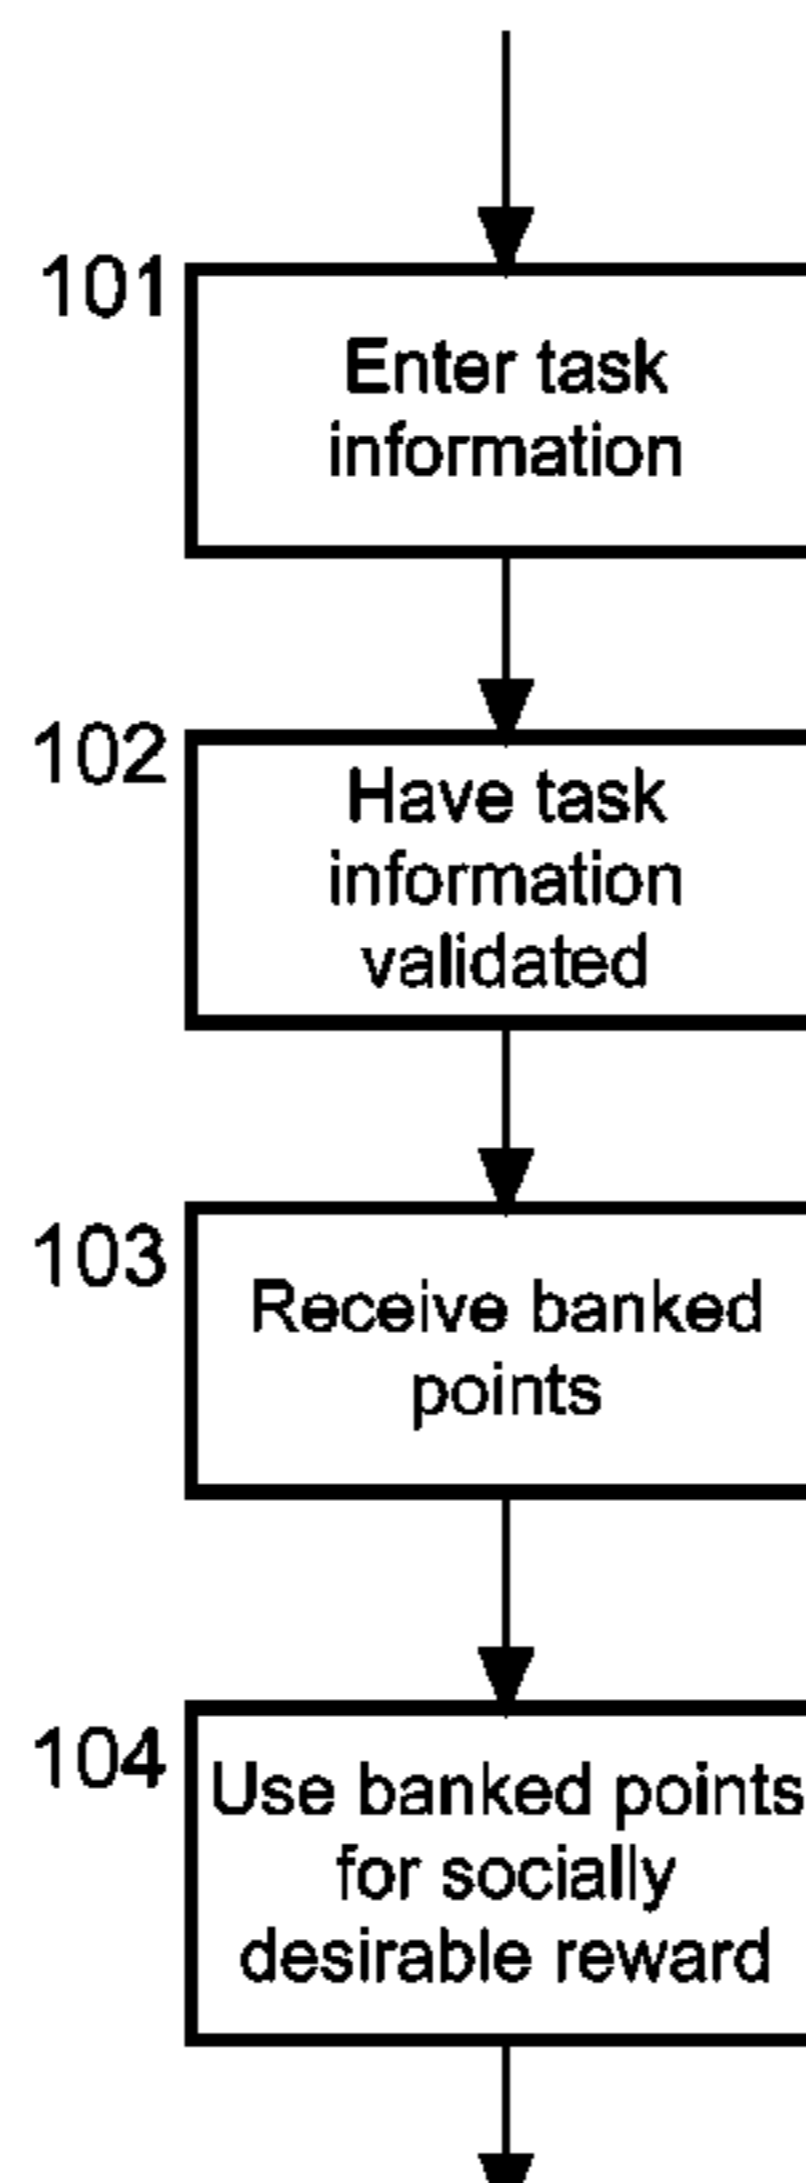 101
Enter task
information
102
Have task
information
validated
103
Receive banked
points
104
Use banked points
for socially
desirable reward